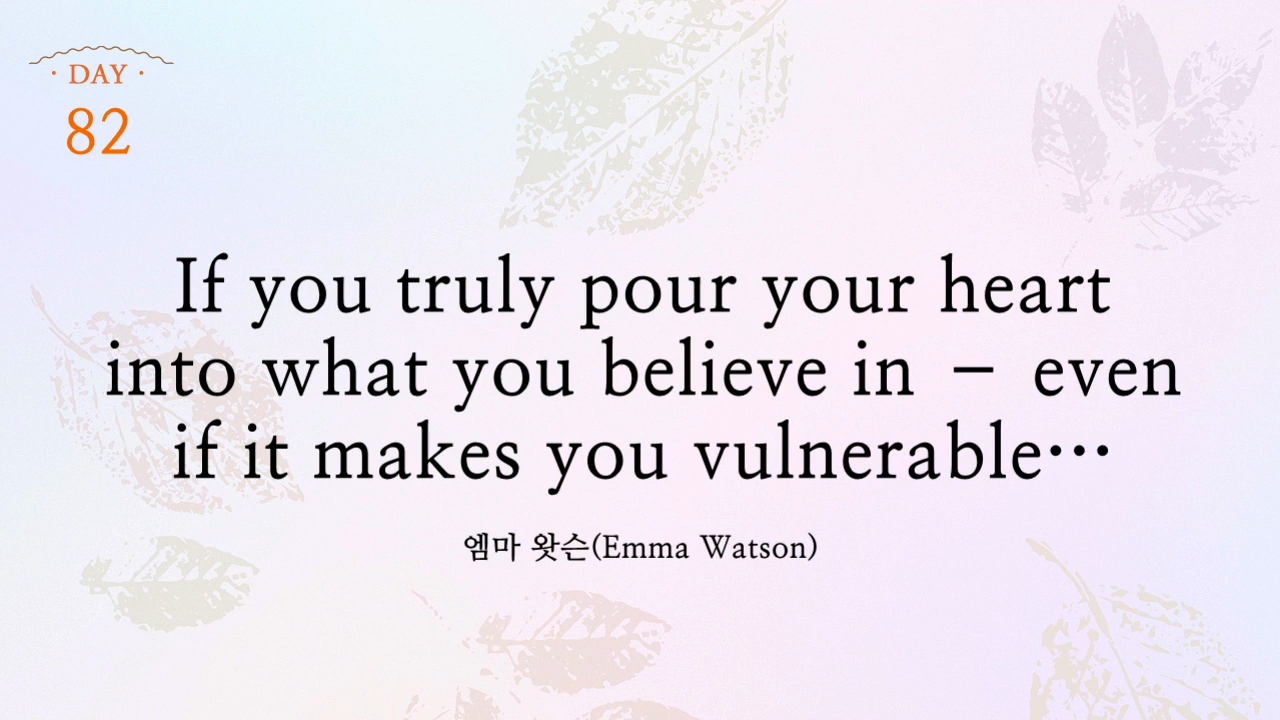 · DAY ·
82
If you truly pour your heart
into what you believe in – even
if it makes you vulnerable…
엠마 왓슨(Emma Watson)